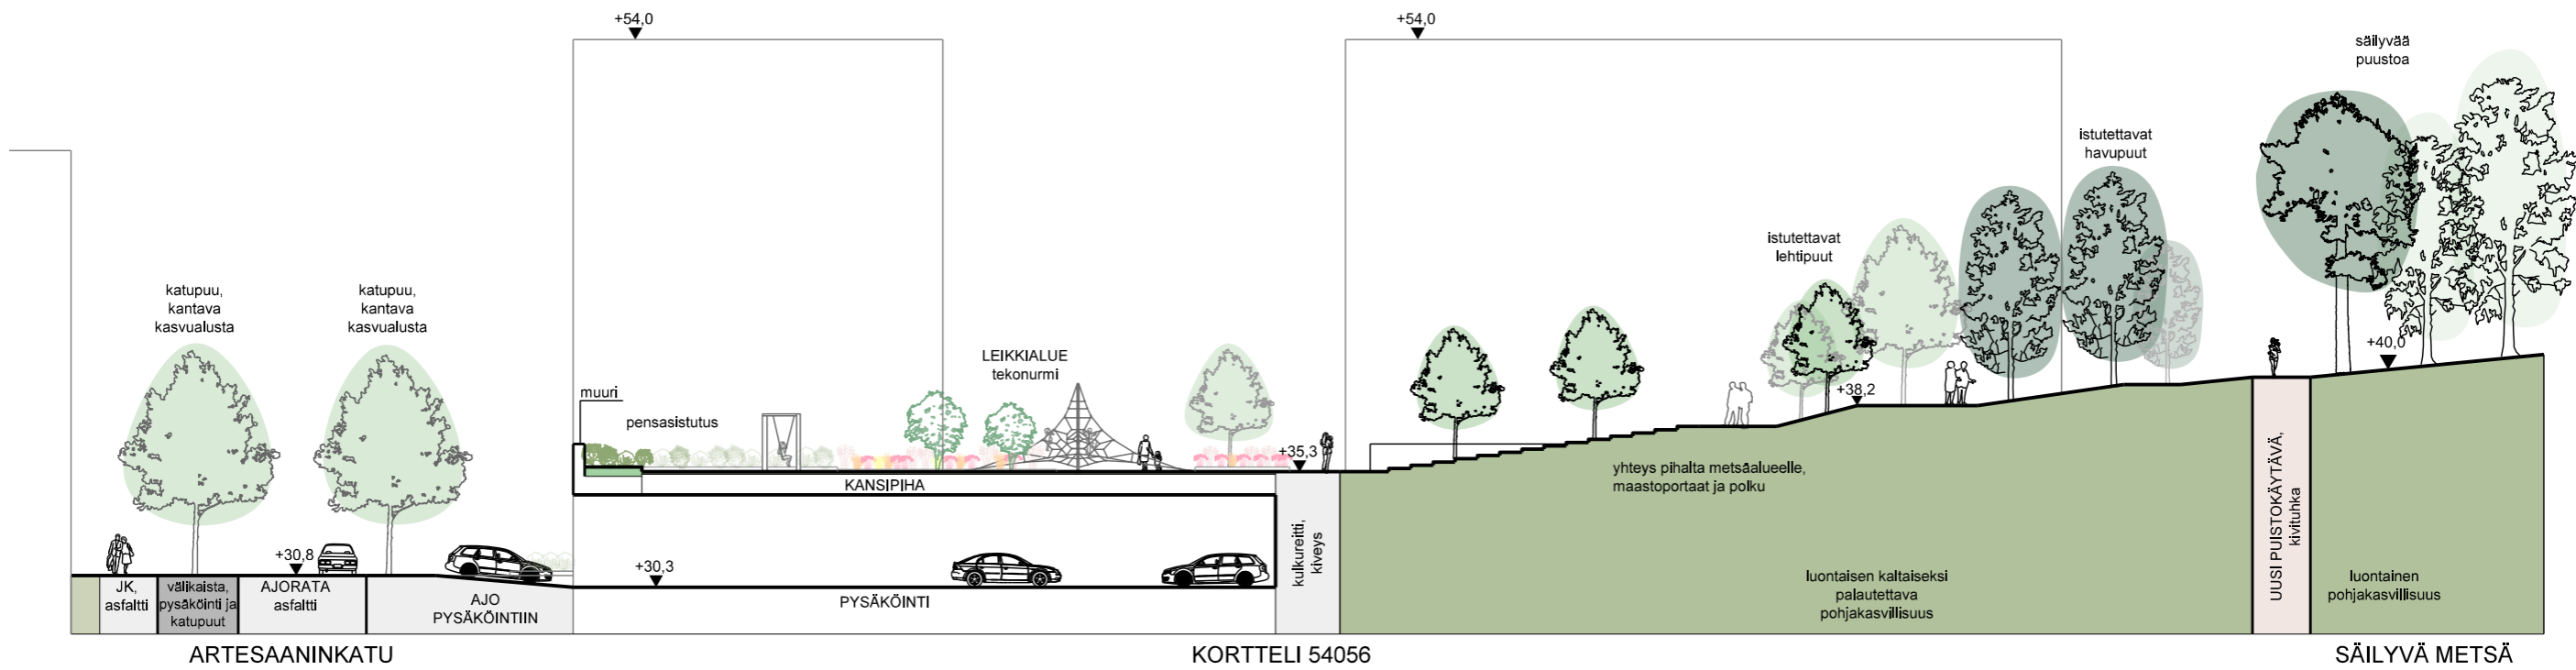 +54,0
+54,0
säilyvää
puustoa
istutettavat
havupuut
istutettavat
lehtipuut
katupuu,
kantava
kasvualusta
katupuu,
kantava
kasvualusta
LEIKKIALUE
tekonurmi
+40,0
muuri
+38,2
pensasistutus
+35,3
yhteys pihalta metsäalueelle,
maastoportaat ja polku
KANSIPIHA
kulkureitti,
kiveys
UUSI PUISTOKÄYTÄVÄ,
kivituhka
+30,8
+30,3
JK,
asfaltti
välikaista,
pysäköinti ja
katupuut
AJORATA
asfaltti
AJO
PYSÄKÖINTIIN
PYSÄKÖINTI
luontaisen kaltaiseksi
palautettava
pohjakasvillisuus
luontainen
pohjakasvillisuus
ARTESAANINKATU
KORTTELI 54056
SÄILYVÄ METSÄ